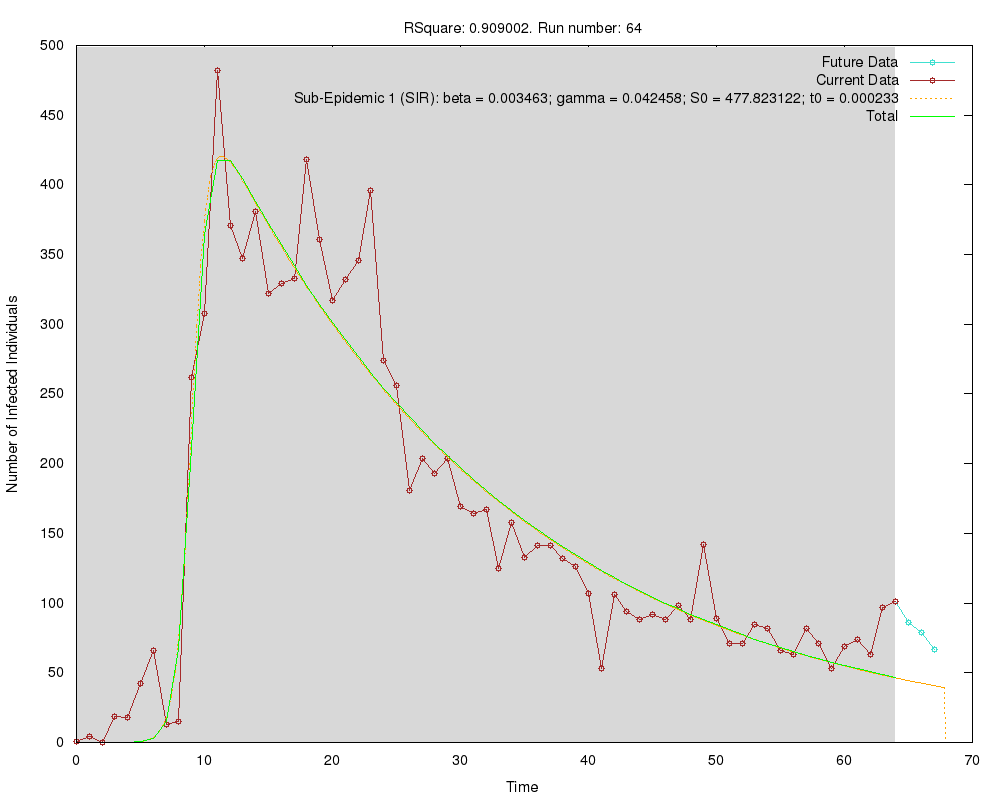 RSquare: 0.909002. Run number: 64
Future Data
Current Data
Sub-Epidemic 1 (SIR): beta = 0.003463; gamma = 0.042458; S0 = 477.823122; t0 = 0.000233
Total
Number of Infected Individuals
500
450
400
350
300
250
200
150
100
50
0
0 10 20 30 40 50 60 70
Time